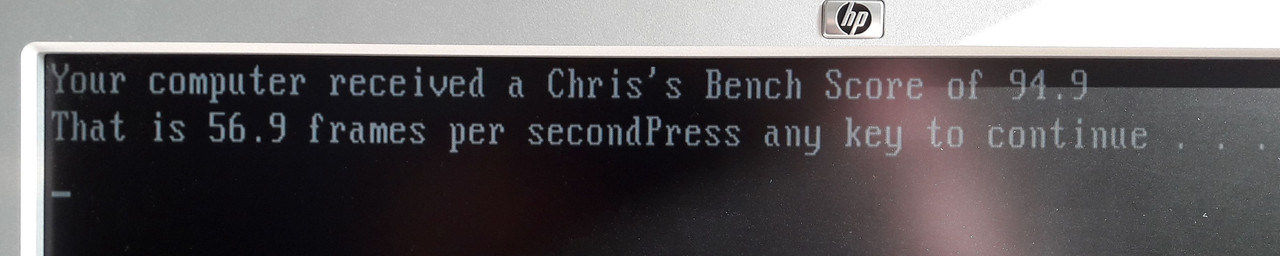 hp
Your computer received a Chris's Bench Score of 94.9
That is 56.9 frames per secondPress any key to continue . . .
_